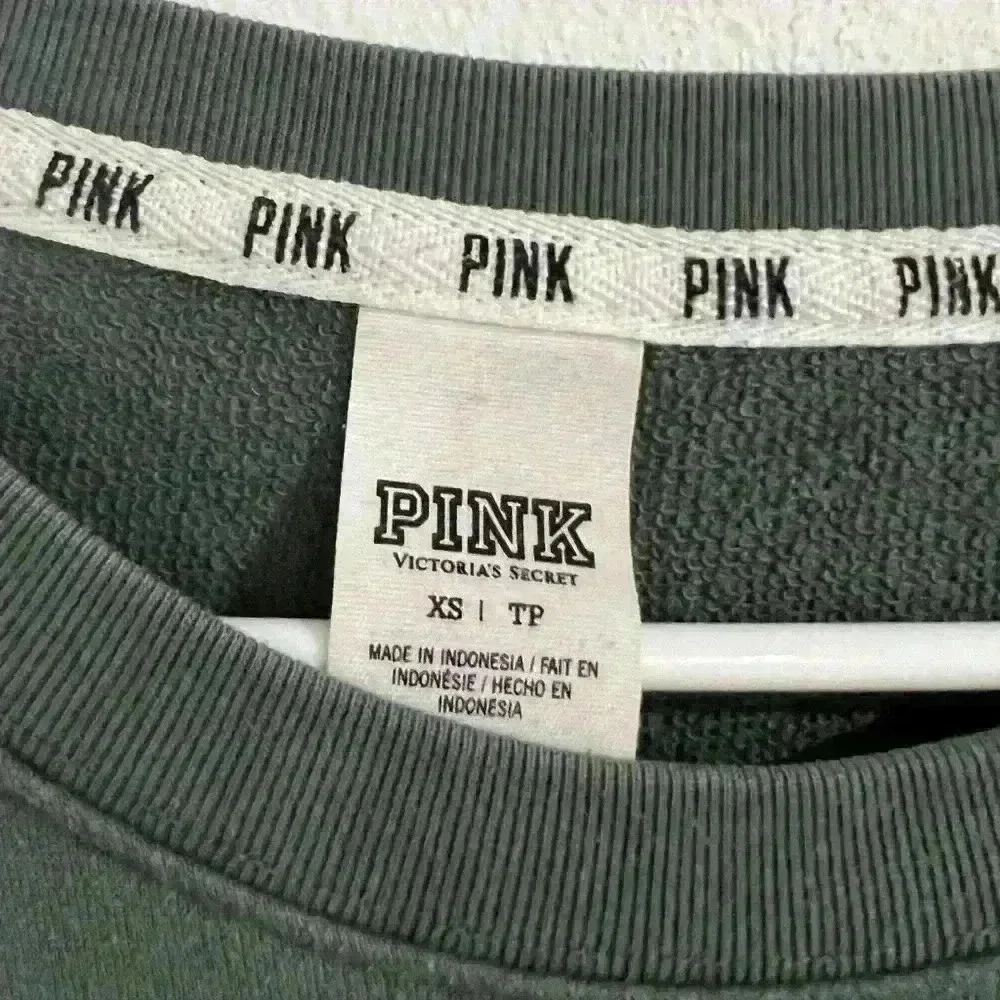 PINK PINK PINK PINK PINK
PINK
VICTORIA'S SECRET
XS | TP
MADE IN INDONESIA / FAIT EN
INDONÉSIE / HECHO EN
INDONESIA